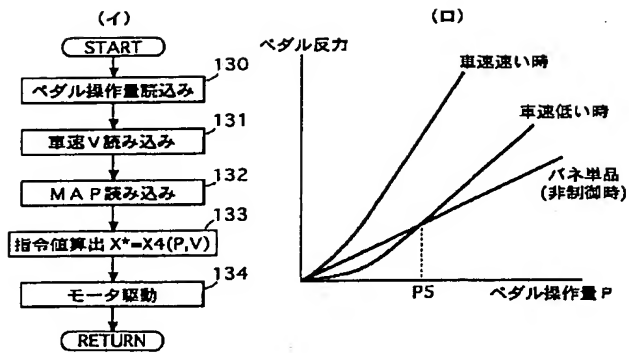 (イ)
START
130
ペダル操作量読込み
131
車速V読み込み
132
MAP読み込み
133
指令値算出 X*=X4(P,V)
134
モータ駆動
RETURN
(ロ)
ペダル反力
車速速い時
車速低い時
バネ単品
(非制御時)
PS
ペダル操作量P